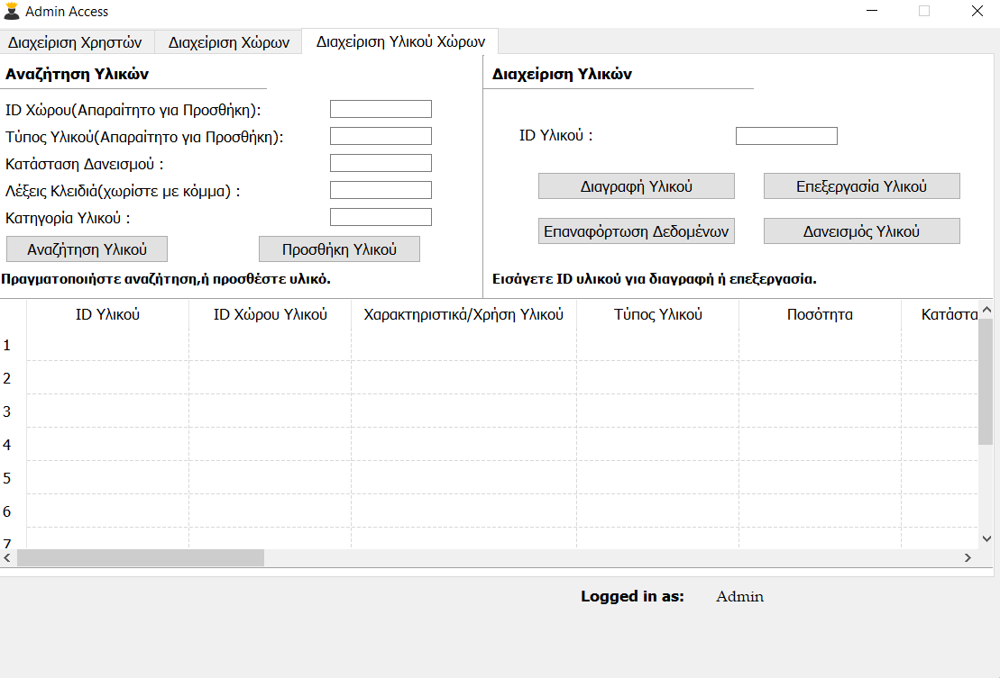 Admin Access
Διαχείριση Χρηστών Διαχείριση Χώρων Διαχείριση Υλικού Χώρων
Αναζήτηση Υλικών
ID Χώρου(Απαραίτητο για Προσθήκη):
Τύπος Υλικού(Απαραίτητο για Προσθήκη):
Κατάσταση Δανεισμού :
Λέξεις Κλειδιά(χωρίστε με κόμμα) :
Κατηγορία Υλικού :
Αναζήτηση Υλικού Προσθήκη Υλικού
Πραγματοποιήστε αναζήτηση,ή προσθέστε υλικό.
Διαχείριση Υλικών
ID Υλικού :
Διαγραφή Υλικού Επεξεργασία Υλικού
Επαναφόρτωση Δεδομένων Δανεισμός Υλικού
Εισάγετε ID υλικού για διαγραφή ή επεξεργασία.
ID Υλικού ID Χώρου Υλικού Χαρακτηριστικά/Χρήση Υλικού Τύπος Υλικού Ποσότητα Κατάστα
1
2
3
4
5
6
7
Logged in as: Admin